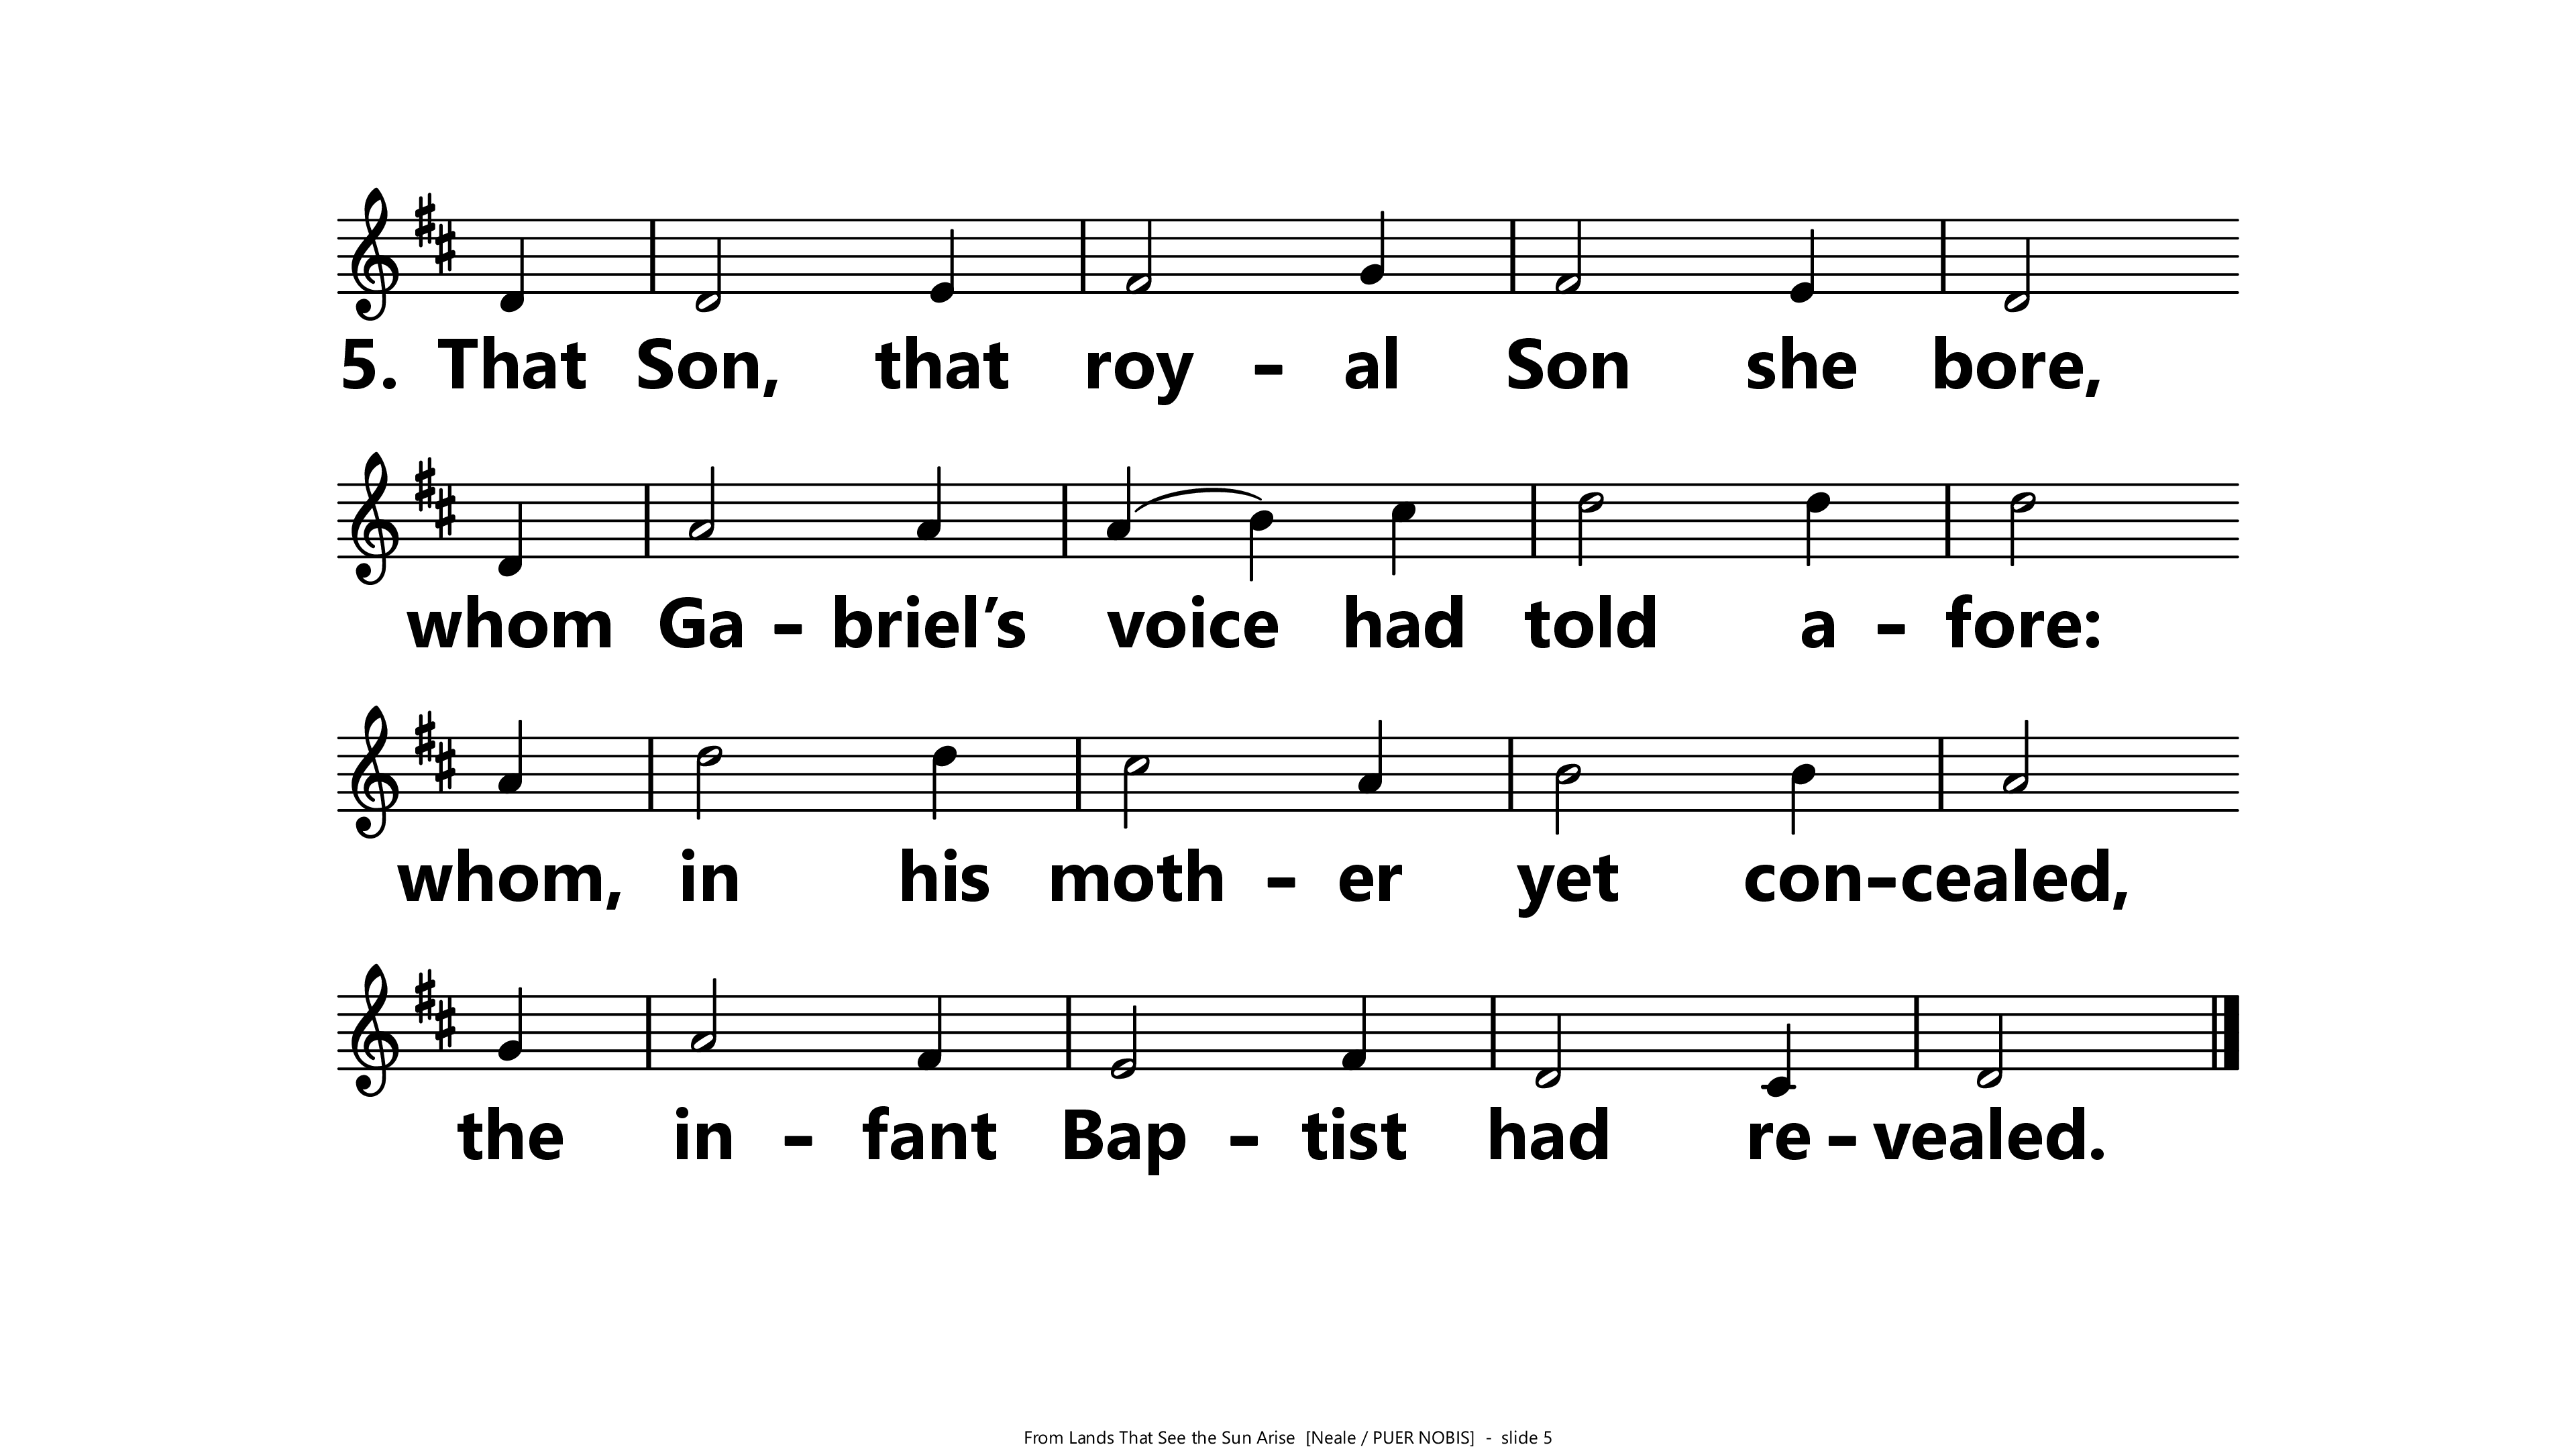 5. That Son, that roy - al Son she bore,
whom Ga - briel’s voice had told a - fore:
whom, in his moth - er yet con-cealed,
the in - fant Bap - tist had re - vealed.
From Lands That See the Sun Arise [Neale / PUER NOBIS] - slide 5